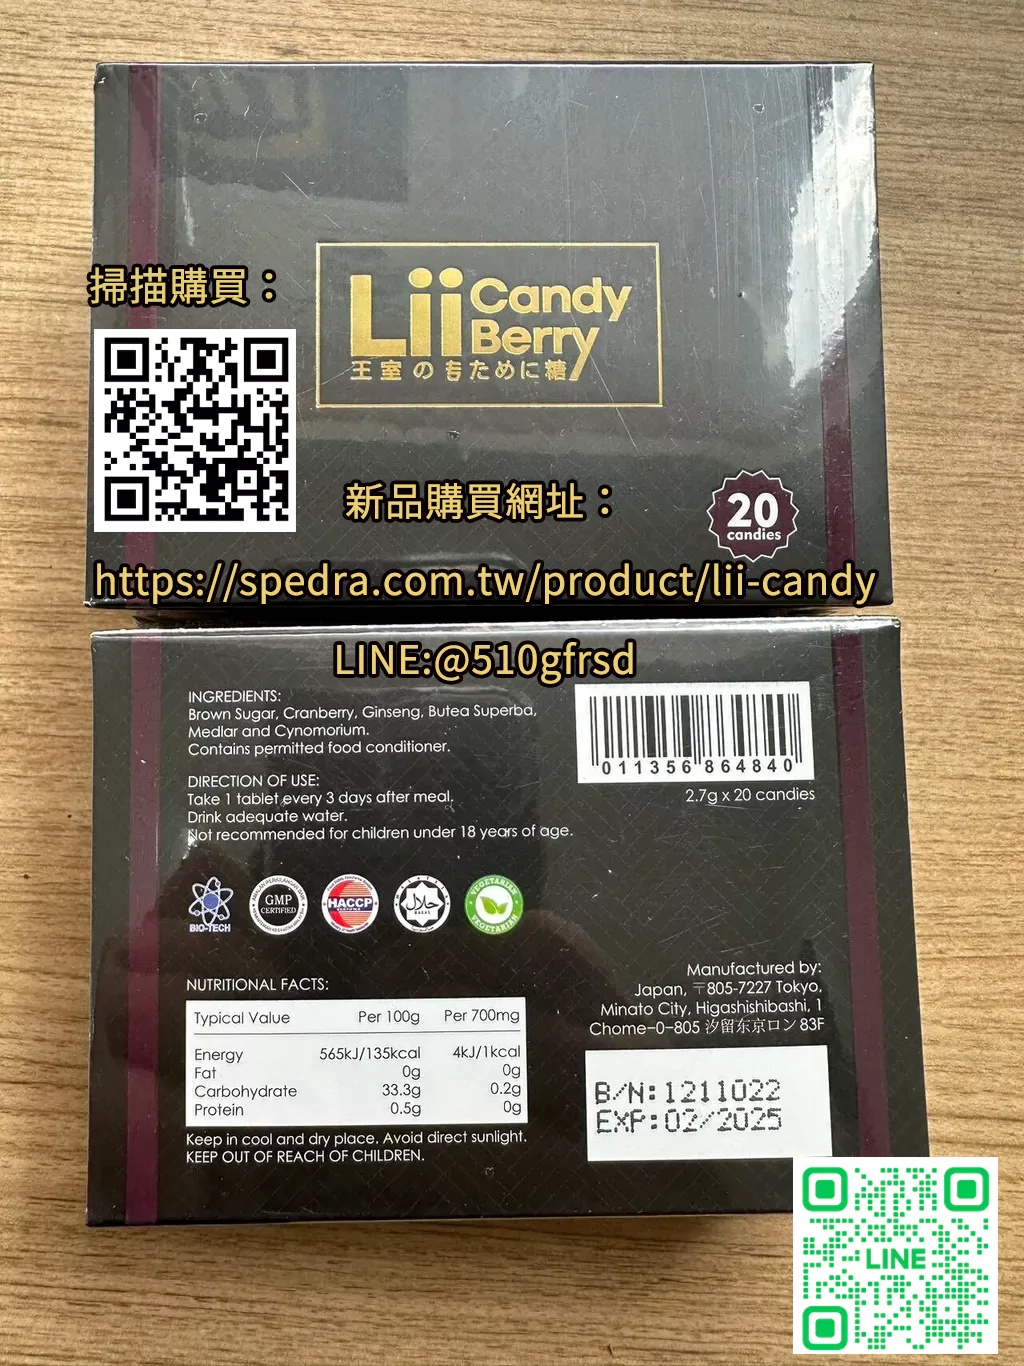 Lii Candy
Berry
王室のもために糖
掃描購買：
20
candies
新品購買網址：
https://spedra.com.tw/product/lii-candy
LINE:@510gfrsd
INGREDIENTS:
Brown Sugar, Cranberry, Ginseng, Butea Superba,
Medlar and Cynomorium.
Contains permitted food conditioner.
DIRECTION OF USE:
Take 1 tablet every 3 days after meal.
Drink adequate water.
Not recommended for children under 18 years of age.
011356 864840
2.7g x 20 candies
BIO-TECH
GMP
CERTIFIED
HACCP
حلال
HALAL
VEGETARIAN
VEGETARIAN
NUTRITIONAL FACTS:
Typical Value Per 100g Per 700mg
Energy 565kJ/135kcal 4kJ/1kcal
Fat 0g 0g
Carbohydrate 33.3g 0.2g
Protein 0.5g 0g
Keep in cool and dry place. Avoid direct sunlight.
KEEP OUT OF REACH OF CHILDREN.
Manufactured by:
Japan, 〒805-7227 Tokyo,
Minato City, Higashishibashi, 1
Chome-0-805 汐留东京ロン 83F
B/N:1211022
EXP:02/2025
LINE